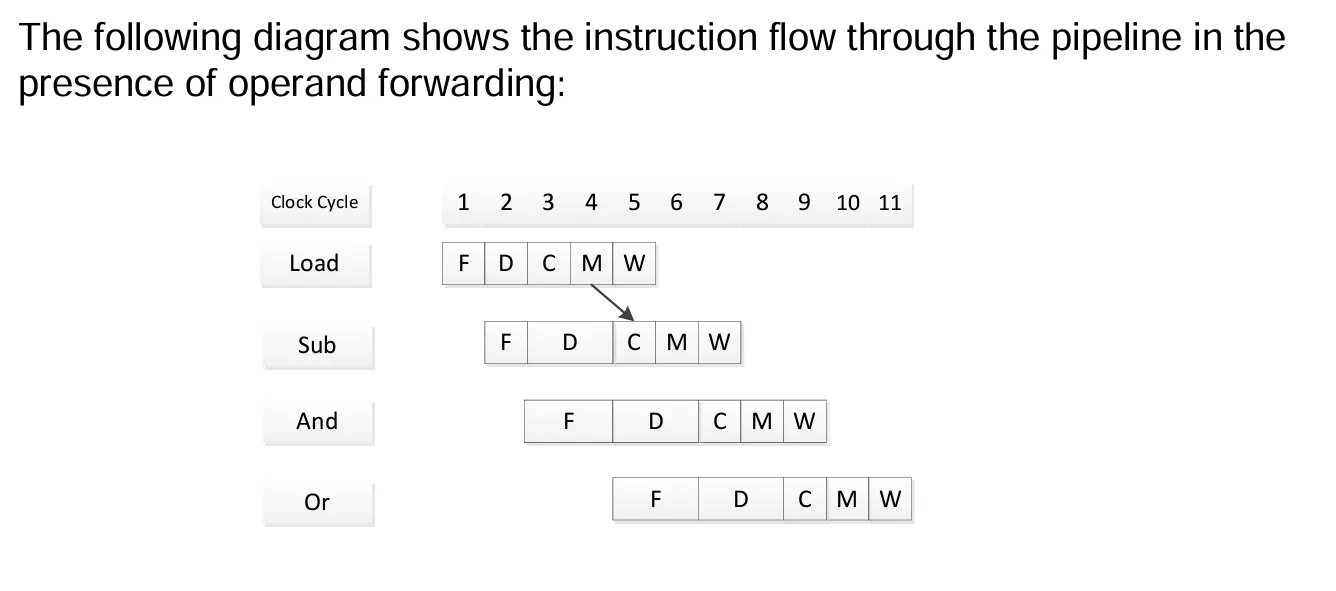 The following diagram shows the instruction flow through the pipeline in the
presence of operand forwarding:
Clock Cycle 1 2 3 4 5 6 7 8 9 10 11
Load F D C M W
Sub F D C M W
And F D C M W
Or F D C M W